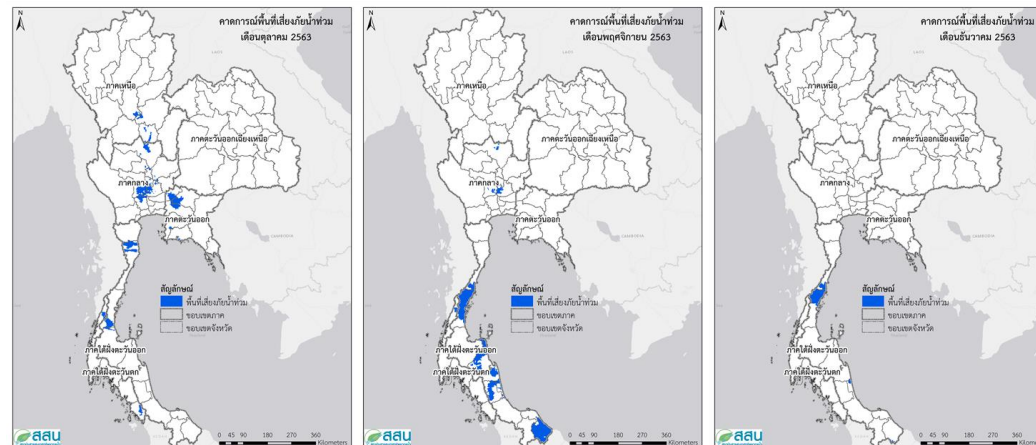 N
คาดการณ์พื้นที่เสี่ยงภัยน้ำท่วม
เดือนตุลาคม 2563
ภาคเหนือ
ภาคตะวันออกเฉียงเหนือ
ภาคกลาง
ภาคตะวันออก
สัญลักษณ์
พื้นที่เสี่ยงภัยน้ำท่วม
ขอบเขตภาค
ขอบเขตจังหวัด
ภาคใต้ฝั่งตะวันออก
ภาคใต้ฝั่งตะวันตก
สสน
0 45 90 180 270 360
Kilometers
N
คาดการณ์พื้นที่เสี่ยงภัยน้ำท่วม
เดือนพฤศจิกายน 2563
ภาคเหนือ
ภาคตะวันออกเฉียงเหนือ
ภาคกลาง
ภาคตะวันออก
สัญลักษณ์
พื้นที่เสี่ยงภัยน้ำท่วม
ขอบเขตภาค
ขอบเขตจังหวัด
ภาคใต้ฝั่งตะวันออก
ภาคใต้ฝั่งตะวันตก
สสน
0 45 90 180 270 360
Kilometers
N
คาดการณ์พื้นที่เสี่ยงภัยน้ำท่วม
เดือนธันวาคม 2563
ภาคเหนือ
ภาคตะวันออกเฉียงเหนือ
ภาคกลาง
ภาคตะวันออก
สัญลักษณ์
พื้นที่เสี่ยงภัยน้ำท่วม
ขอบเขตภาค
ขอบเขตจังหวัด
ภาคใต้ฝั่งตะวันออก
ภาคใต้ฝั่งตะวันตก
สสน
0 45 90 180 270 360
Kilometers